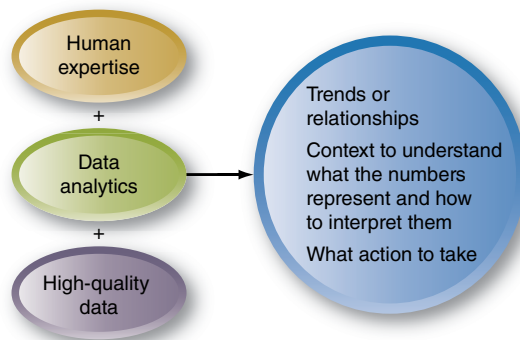 Human
expertise
+
Data
analytics
+
High-quality
data
Trends or
relationships
Context to understand
what the numbers
represent and how
to interpret them
What action to take